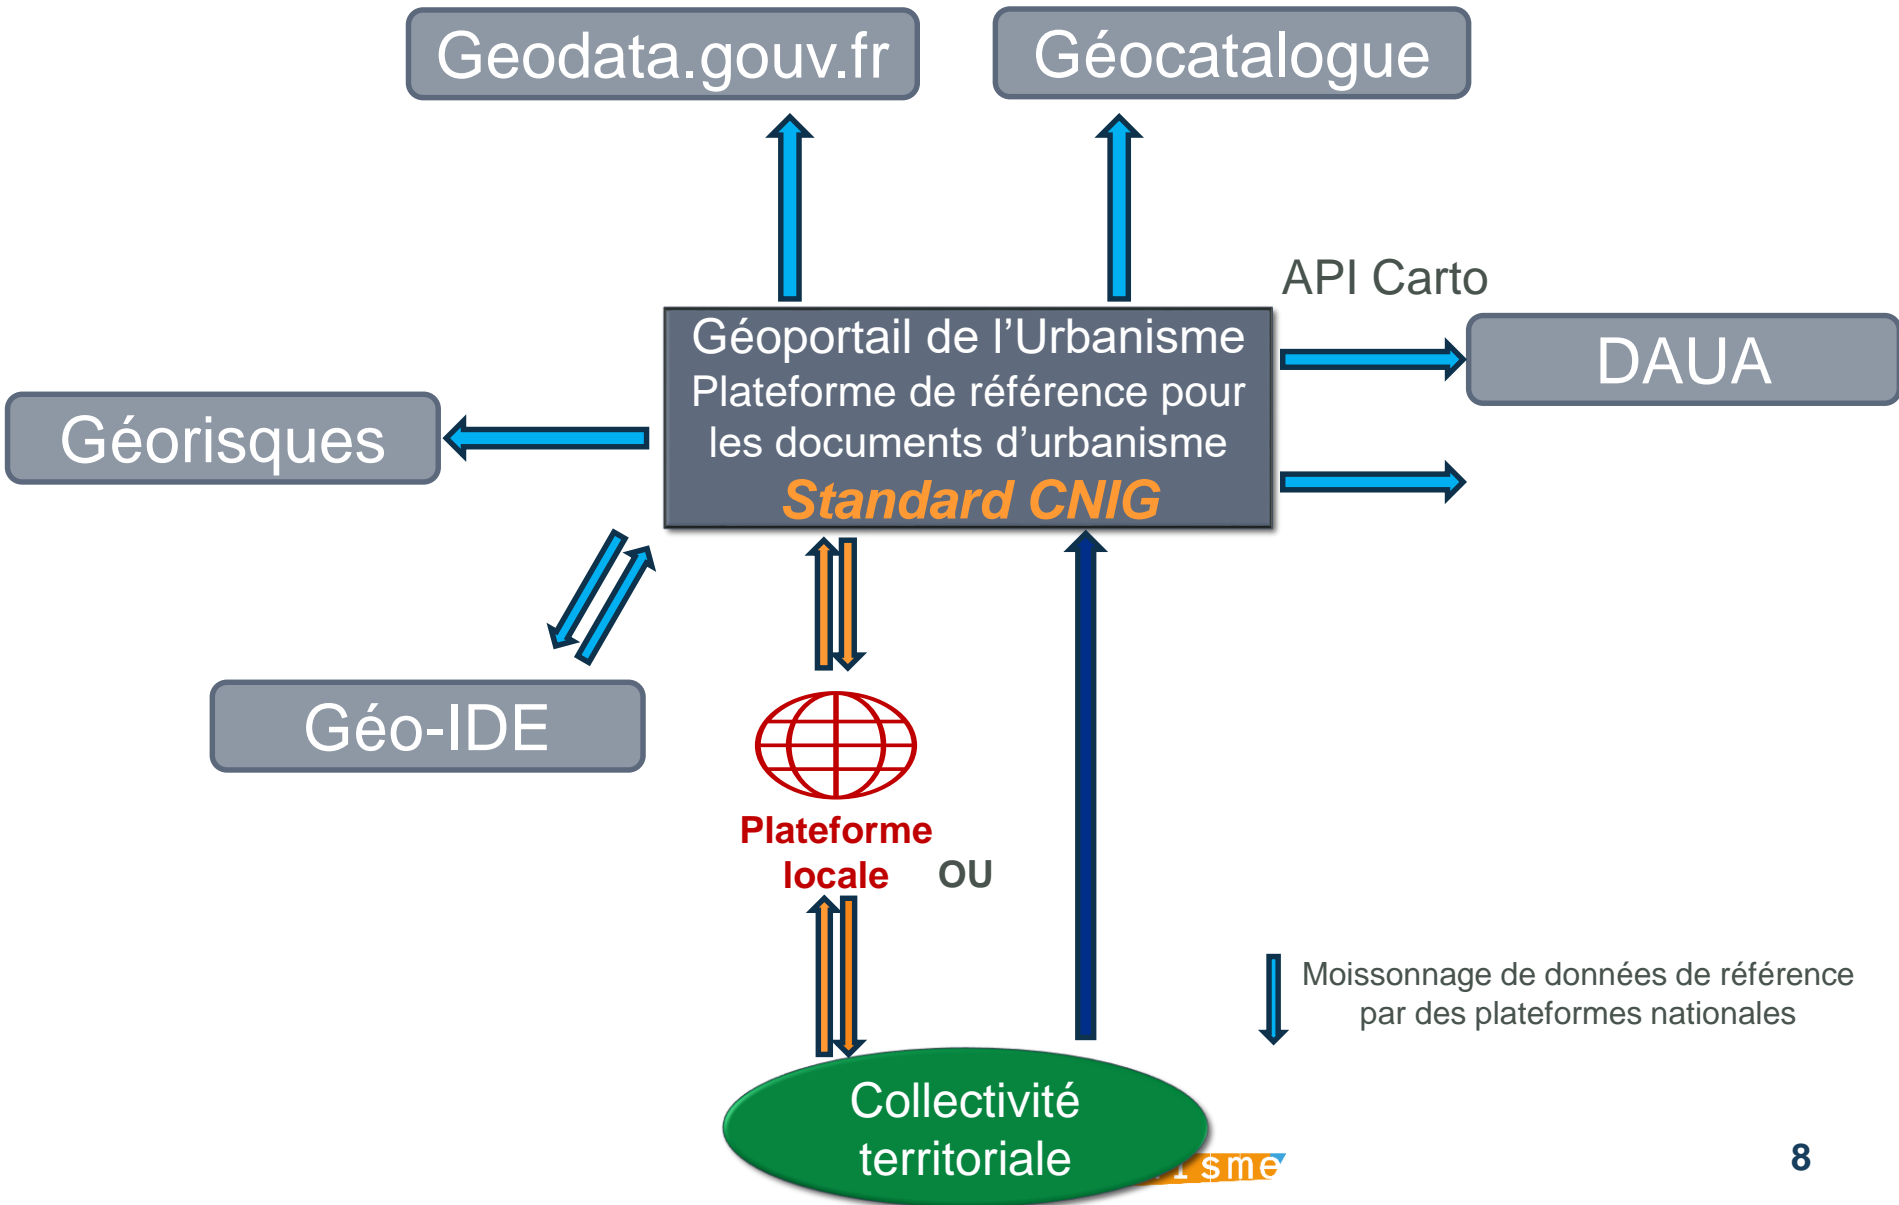 Geodata.gouv.fr
Géocatalogue
API Carto
Géoportail de l’Urbanisme
Plateforme de référence pour
les documents d’urbanisme
Standard CNIG
DAUA
Géorisques
Géo-IDE
Plateforme
locale
OU
Moissonnage de données de référence
par des plateformes nationales
Collectivité
territoriale
isme
8